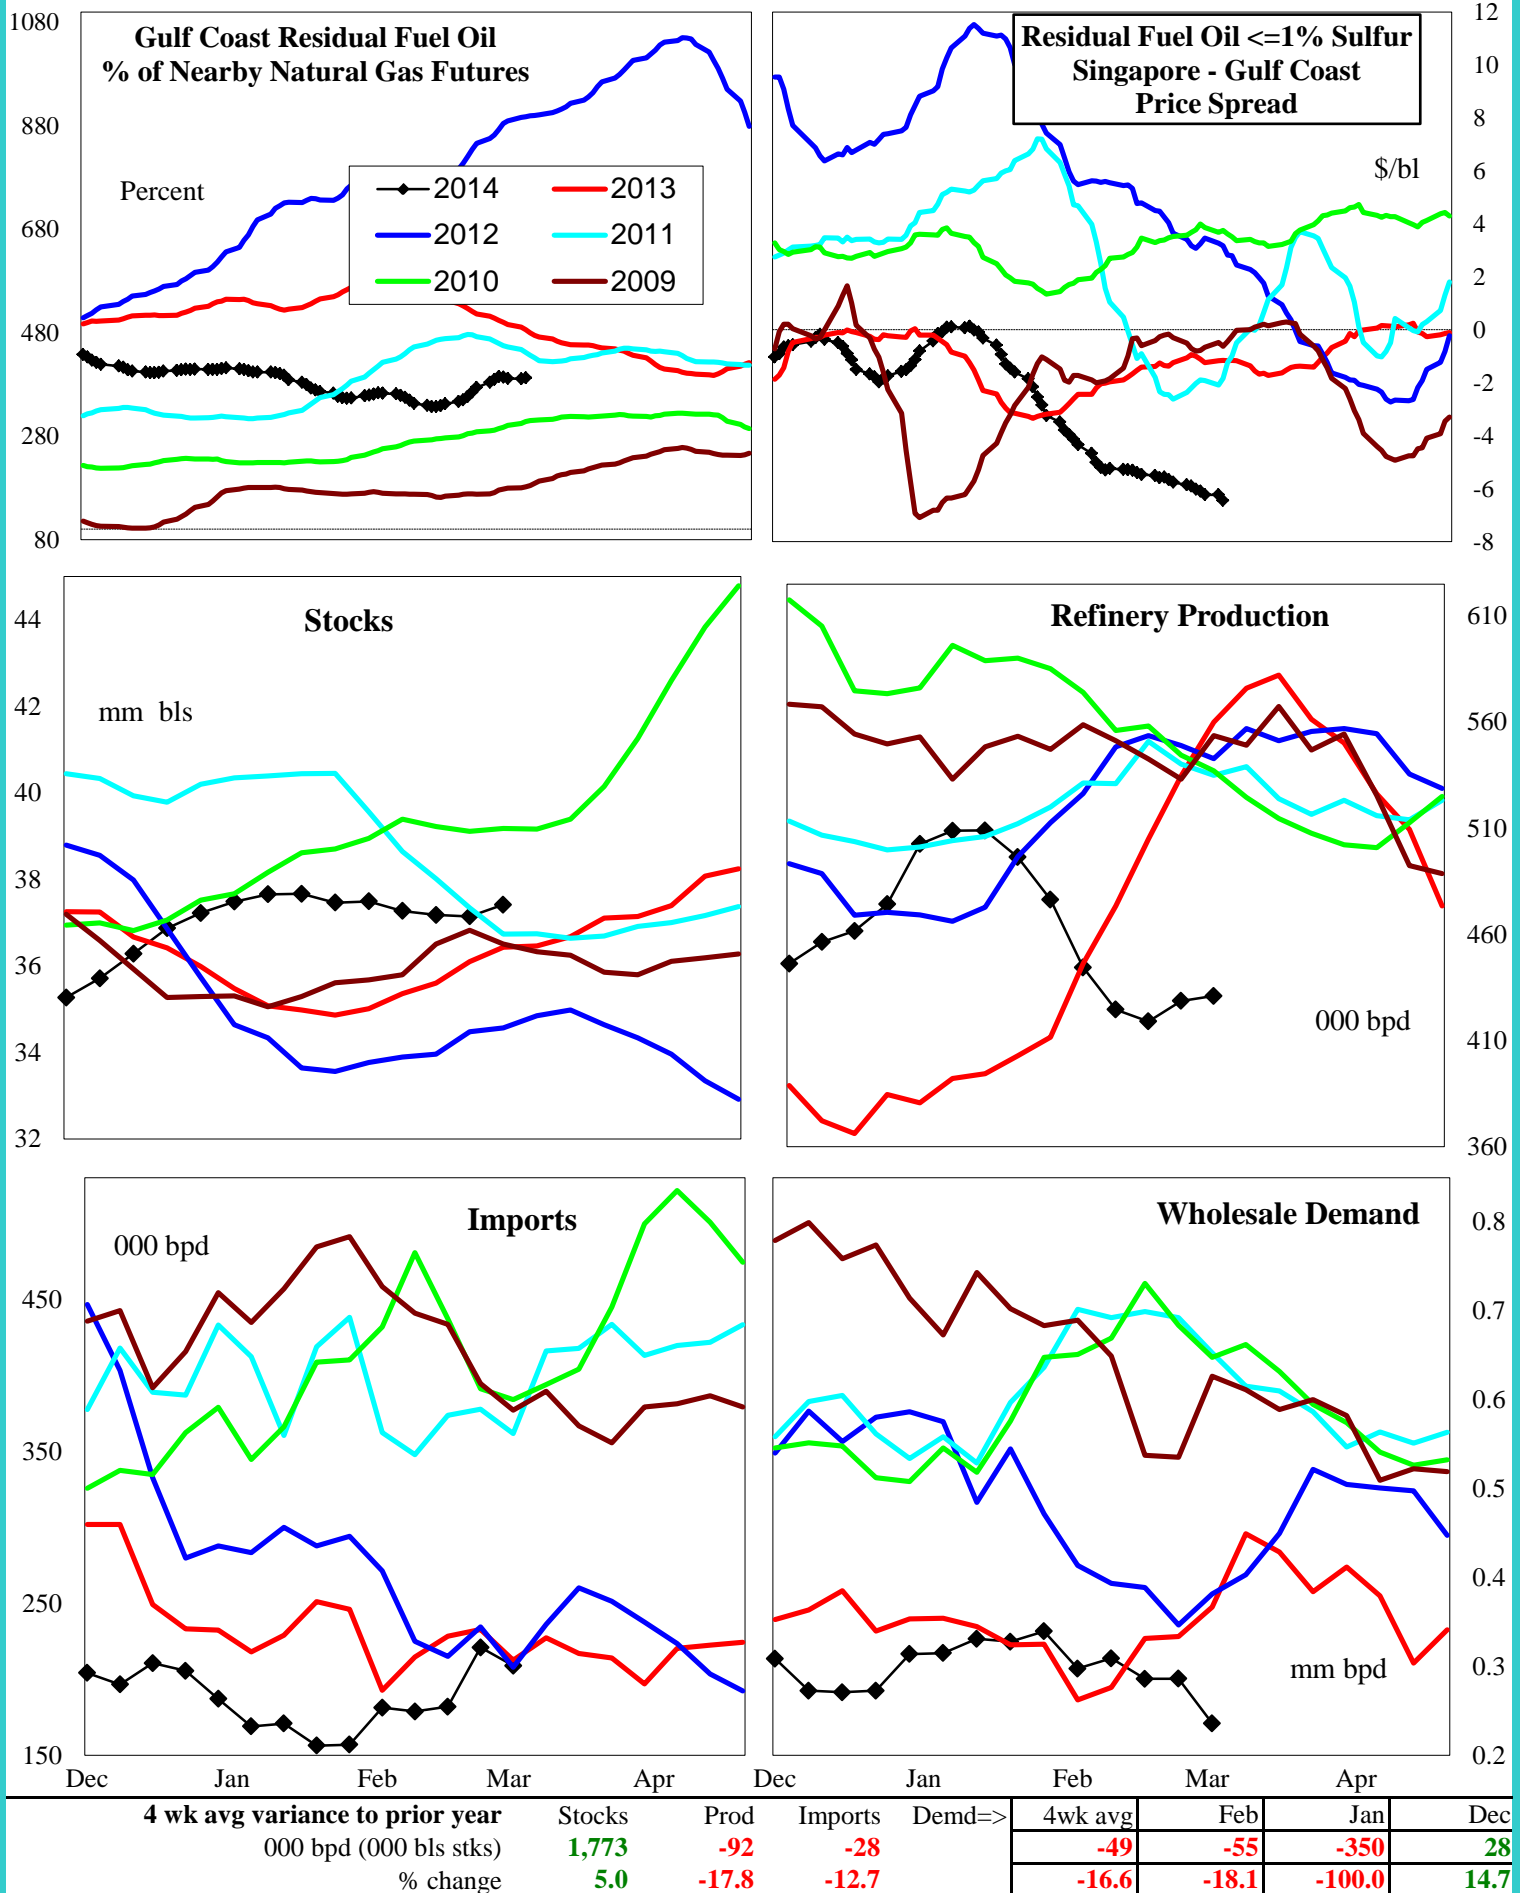 Gulf Coast Residual Fuel Oil
% of Nearby Natural Gas Futures
Percent
1080
880
680
480
280
80
2014
2013
2012
2011
2010
2009
Residual Fuel Oil <=1% Sulfur
Singapore - Gulf Coast
Price Spread
$/bl
12
10
8
6
4
2
0
-2
-4
-6
-8
Stocks
mm bls
44
42
40
38
36
34
32
Refinery Production
000 bpd
610
560
510
460
410
360
Imports
000 bpd
450
350
250
150
Dec Jan Feb Mar Apr
Wholesale Demand
mm bpd
0.8
0.7
0.6
0.5
0.4
0.3
0.2
Dec Jan Feb Mar Apr
4 wk avg variance to prior year Stocks Prod Imports Demd=> 4wk avg Feb Jan Dec
000 bpd (000 bls stks) 1,773 -92 -28 -49 -55 -350 28
% change 5.0 -17.8 -12.7 -16.6 -18.1 -100.0 14.7